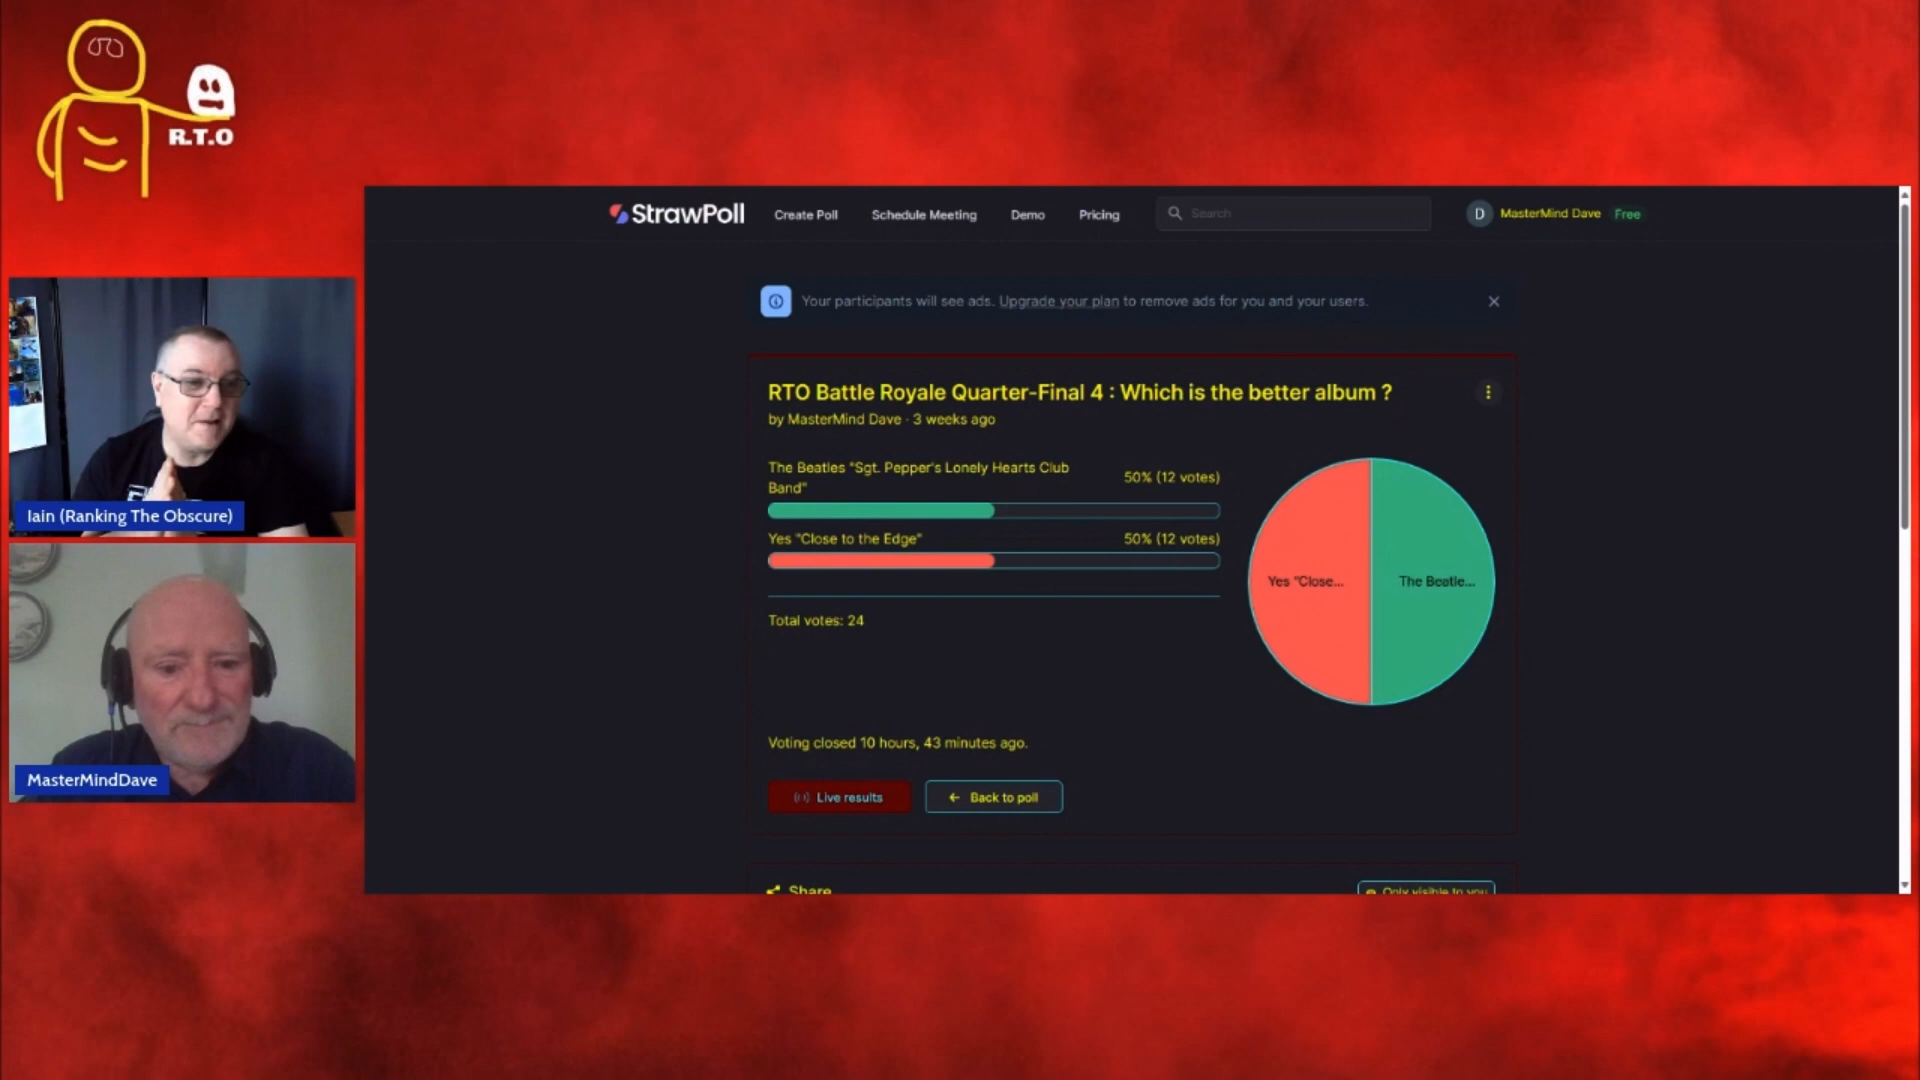 R.T.O
StrawPoll
Create Poll
Schedule Meeting
Demo
Pricing
Search
D
MasterMind Dave
Free
Your participants will see ads. Upgrade your plan to remove ads for you and your users.
RTO Battle Royale Quarter-Final 4 : Which is the better album ?
by MasterMind Dave · 3 weeks ago
The Beatles "Sgt. Pepper's Lonely Hearts Club
Band"
50% (12 votes)
Yes "Close to the Edge"
50% (12 votes)
Yes "Close...
The Beatle...
Total votes: 24
Voting closed 10 hours, 43 minutes ago.
Live results
← Back to poll
Share
Only visible to you
Iain (Ranking The Obscure)
MasterMindDave